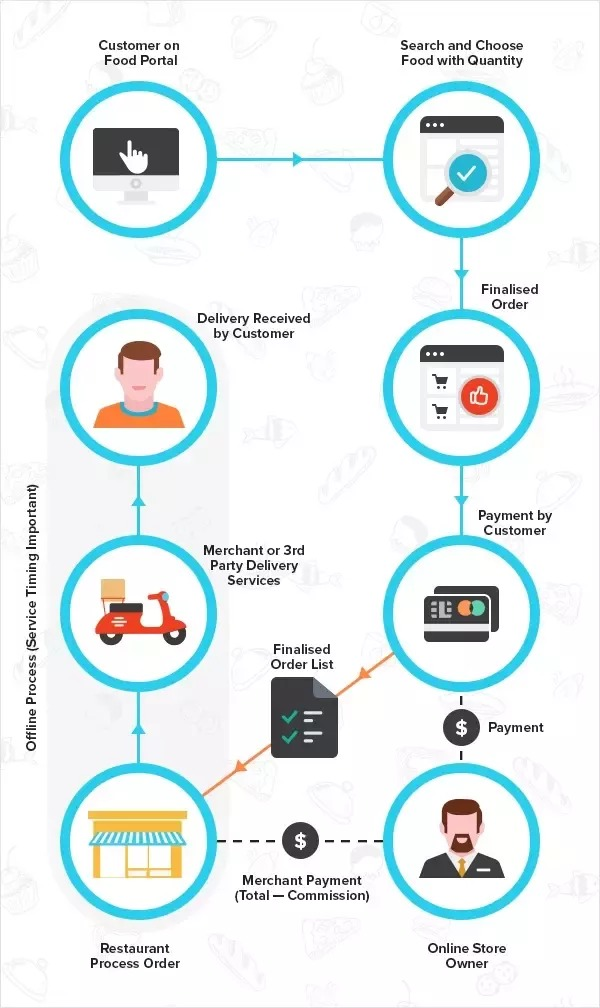 Customer on
Food Portal
Search and Choose
Food with Quantity
Finalised
Order
Delivery Received
by Customer
Payment by
Customer
Merchant or 3rd
Party Delivery
Services
Offline Process (Service Timing Important)
Finalised
Order List
$
Payment
$
Merchant Payment
(Total — Commission)
Restaurant
Process Order
Online Store
Owner